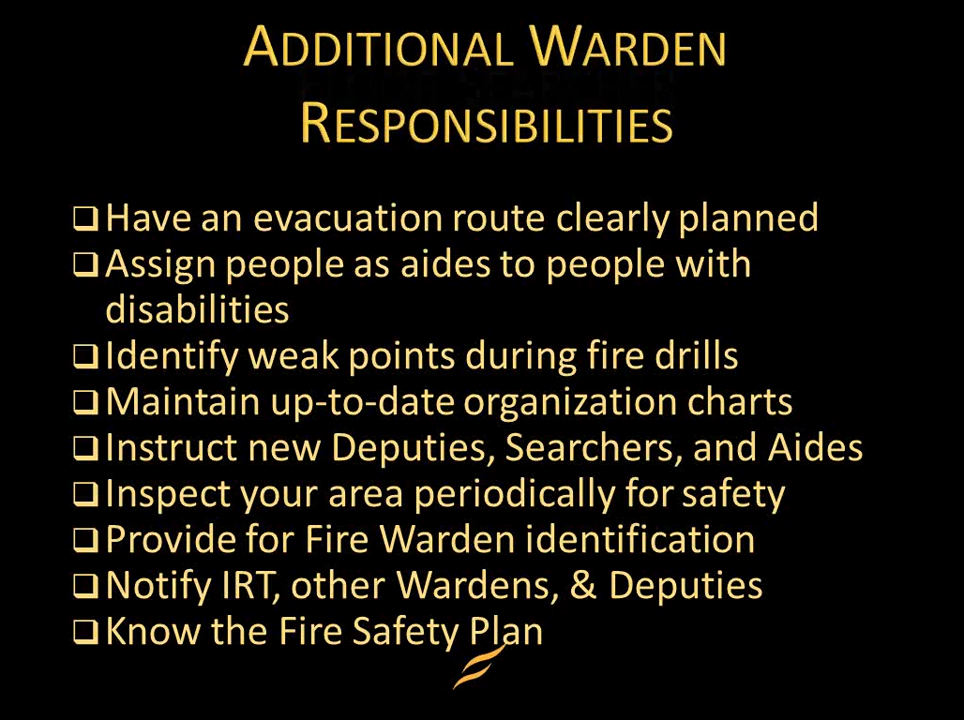 ADDITIONAL WARDEN
RESPONSIBILITIES
❑Have an evacuation route clearly planned
❑Assign people as aides to people with
disabilities
❑Identify weak points during fire drills
❑Maintain up-to-date organization charts
❑Instruct new Deputies, Searchers, and Aides
❑Inspect your area periodically for safety
❑Provide for Fire Warden identification
❑Notify IRT, other Wardens, & Deputies
❑Know the Fire Safety Plan